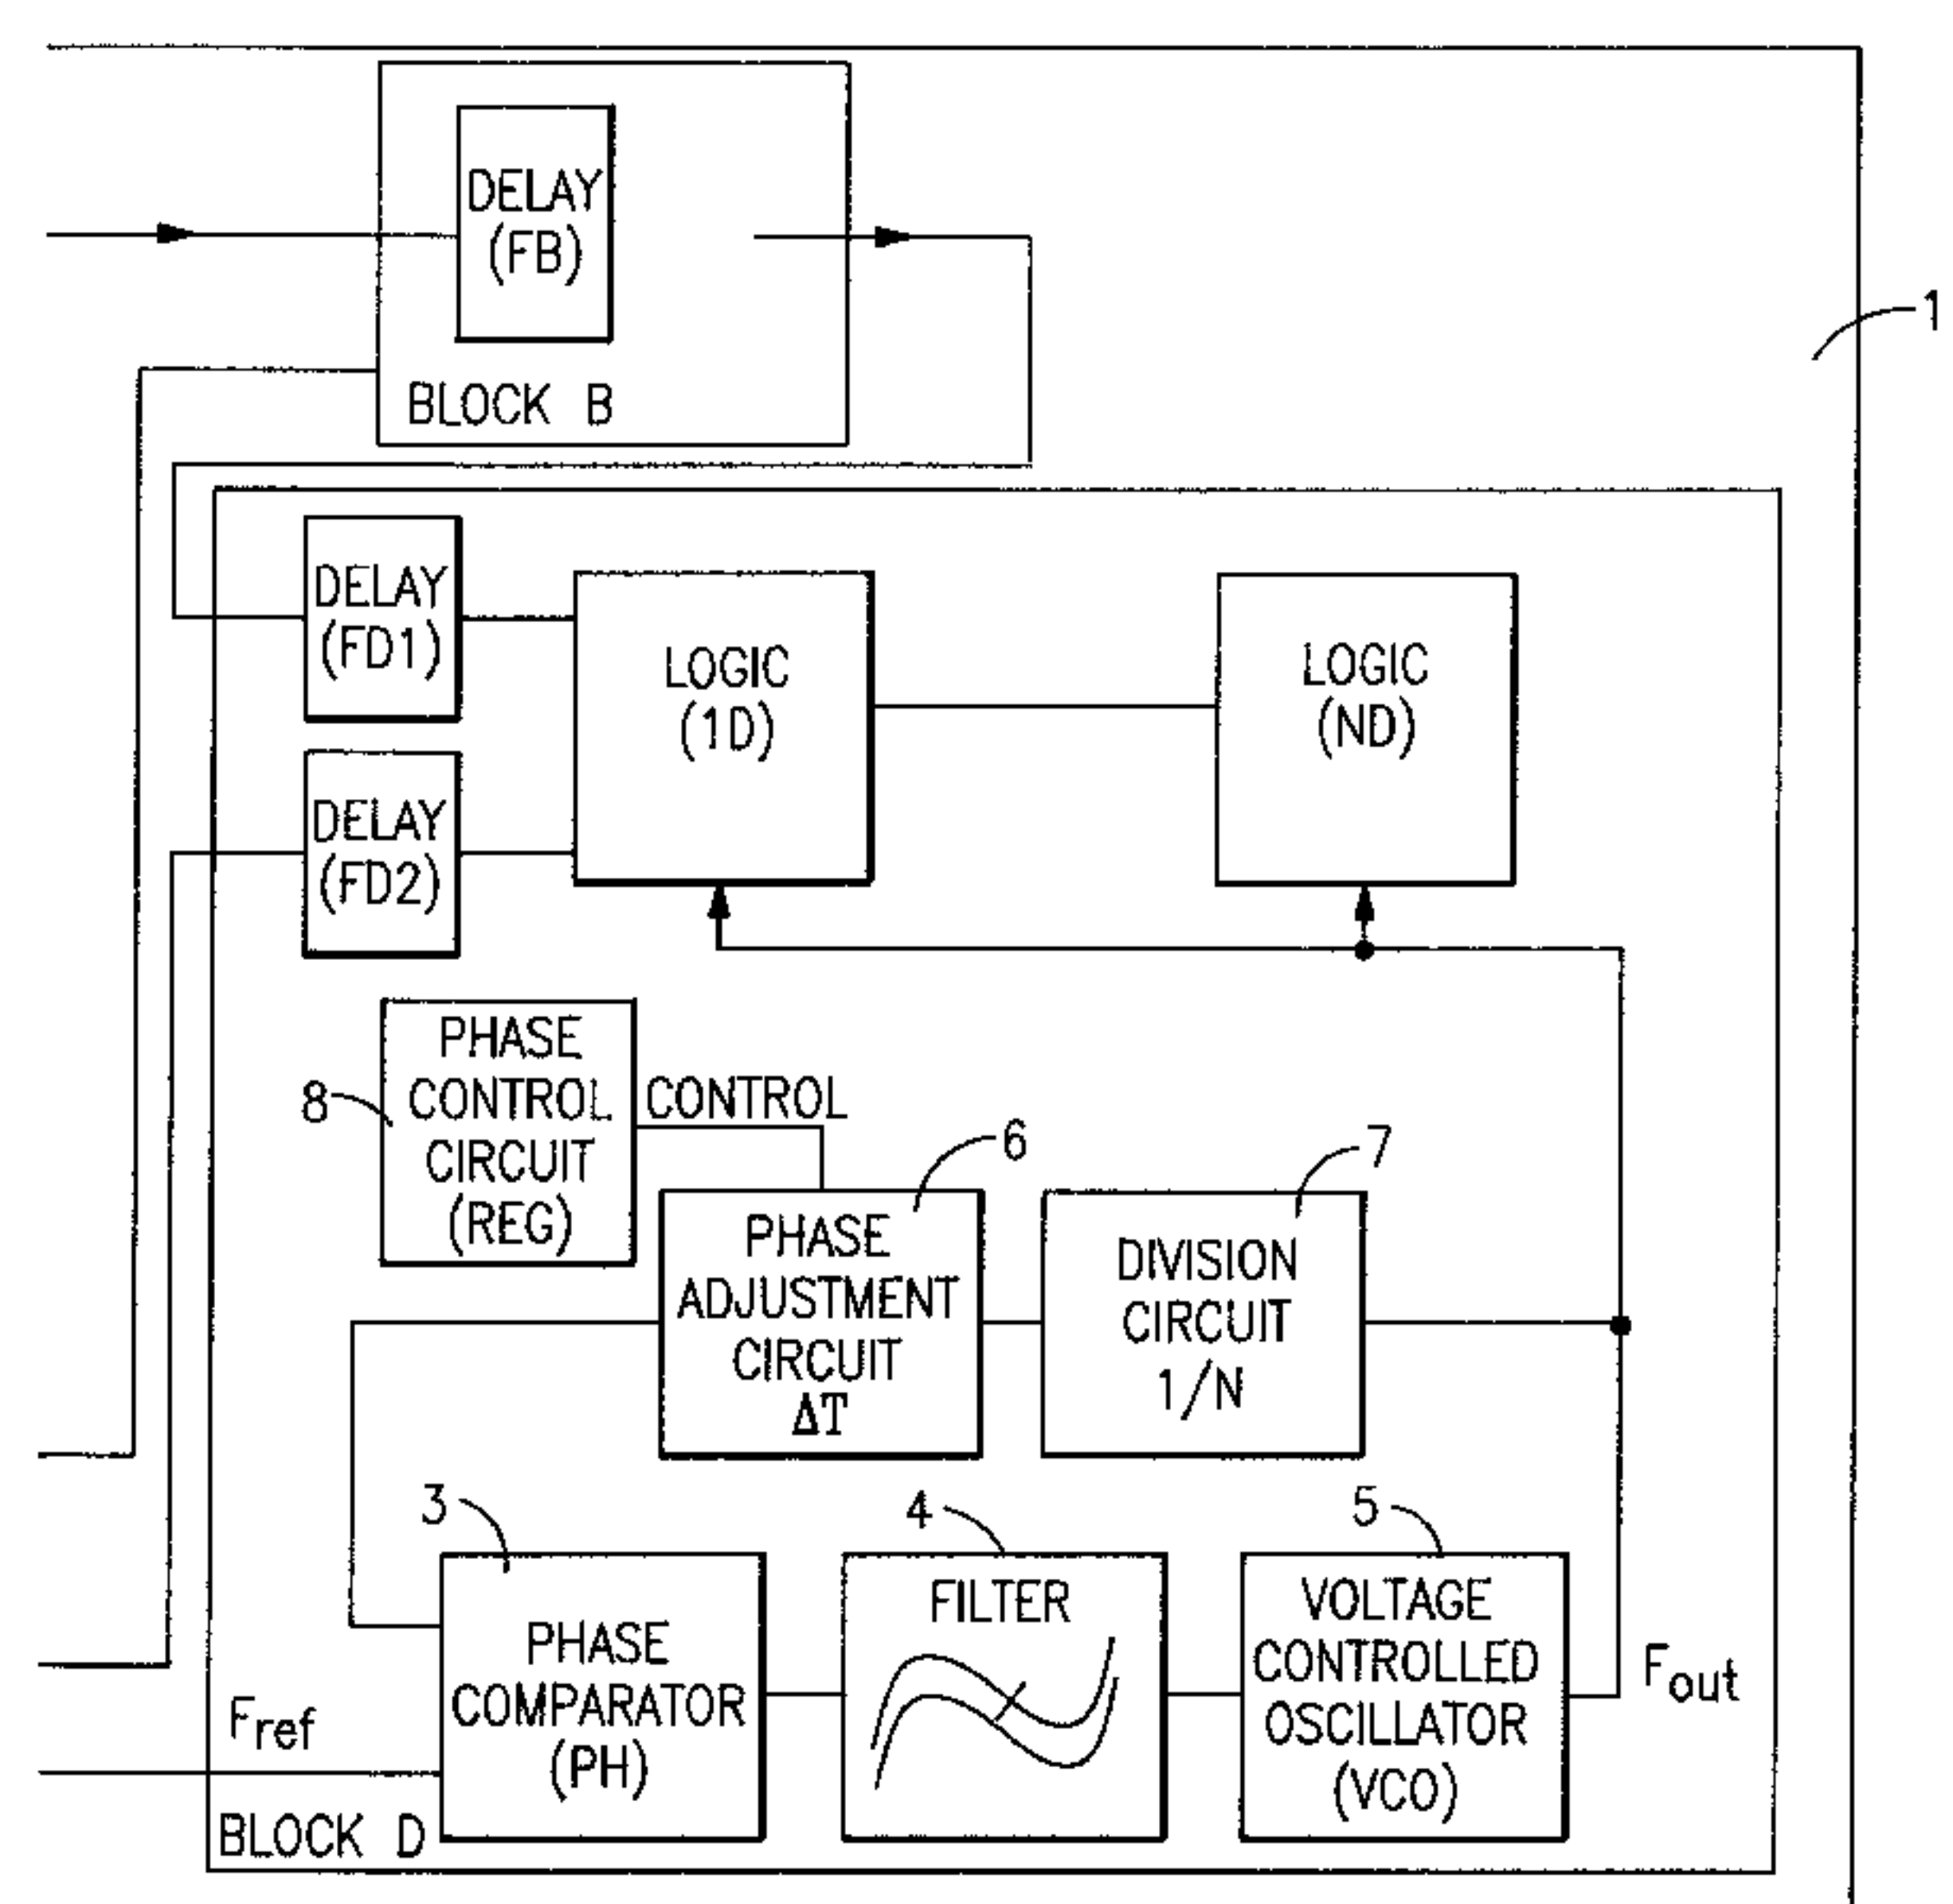 DELAY
(FB)
BLOCK B
1
DELAY
(FD1)
LOGIC
(1D)
LOGIC
(ND)
DELAY
(FD2)
PHASE
CONTROL
CIRCUIT
(REG)
8
CONTROL
6
7
PHASE
ADJUSTMENT
CIRCUIT
ΔT
DIVISION
CIRCUIT
1/N
3
4
5
PHASE
COMPARATOR
(PH)
FILTER
VOLTAGE
CONTROLLED
OSCILLATOR
(VCO)
Fout
Fref
BLOCK D